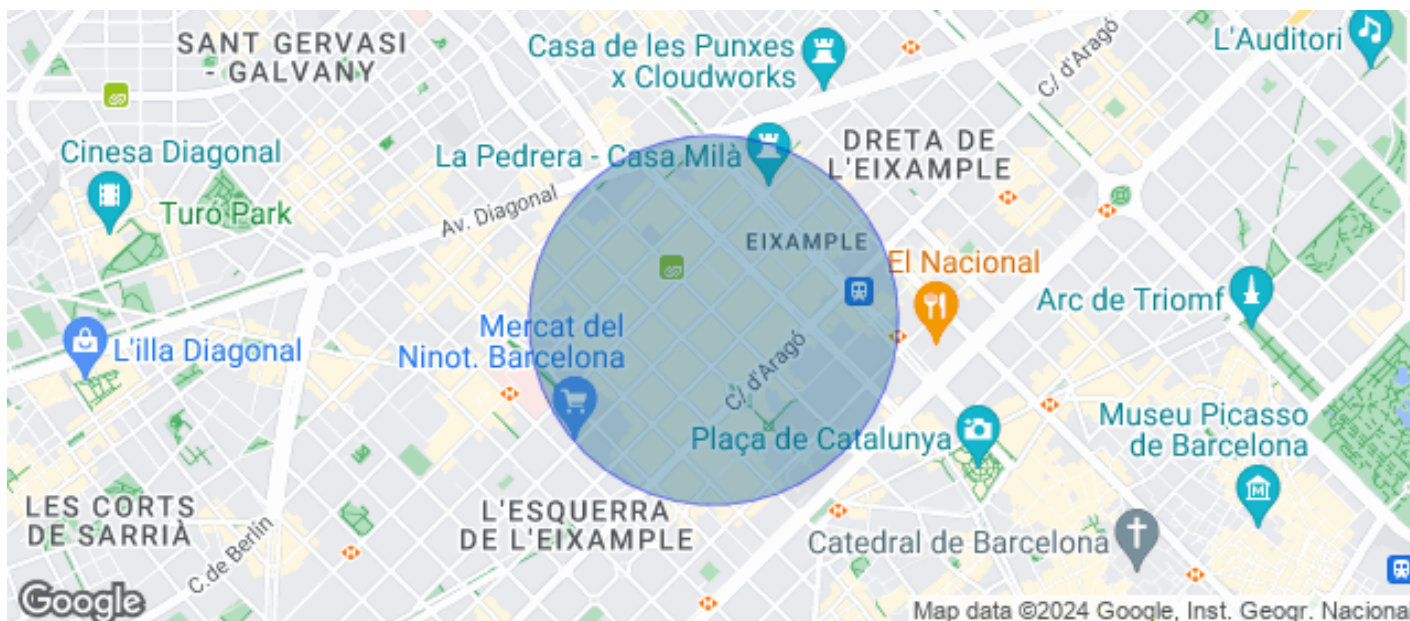 SANT GERVASI
- GALVANY
Casa de les Punxes
x Cloudworks
C/ d'Aragó
L'Auditori
Cinesa Diagonal
La Pedrera - Casa Milà
DRETA DE
L'EIXAMPLE
Turó Park
Av. Diagonal
EIXAMPLE
El Nacional
Arc de Triomf
L'illa Diagonal
Mercat del
Ninot. Barcelona
C/ d'Aragó
Plaça de Catalunya
Museu Picasso
de Barcelona
LES CORTS
DE SARRIÀ
L'ESQUERRA
DE L'EIXAMPLE
C. de Berlín
Catedral de Barcelona
Google
Map data ©2024 Google, Inst. Geogr. Nacional